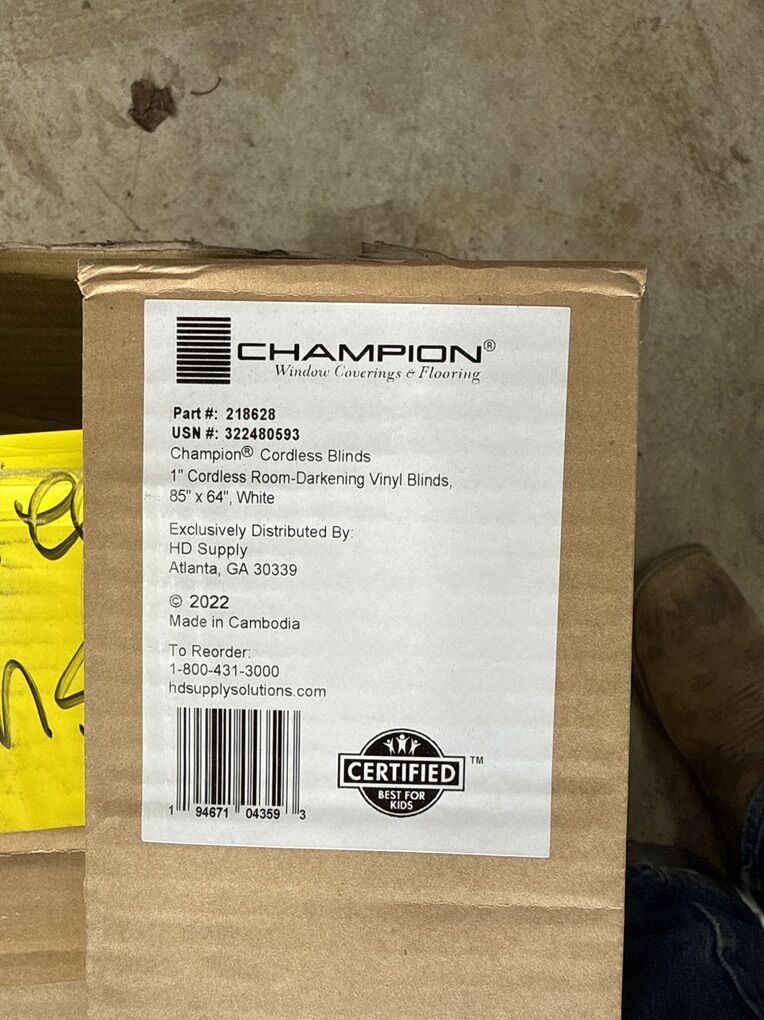 CHAMPION®
Window Coverings & Flooring
Part #: 218628
USN #: 322480593
Champion® Cordless Blinds
1" Cordless Room-Darkening Vinyl Blinds,
85" x 64", White
Exclusively Distributed By:
HD Supply
Atlanta, GA 30339
© 2022
Made in Cambodia
To Reorder:
1-800-431-3000
hdsupplysolutions.com
1 94671 04359 3
CERTIFIED™
BEST FOR
KIDS